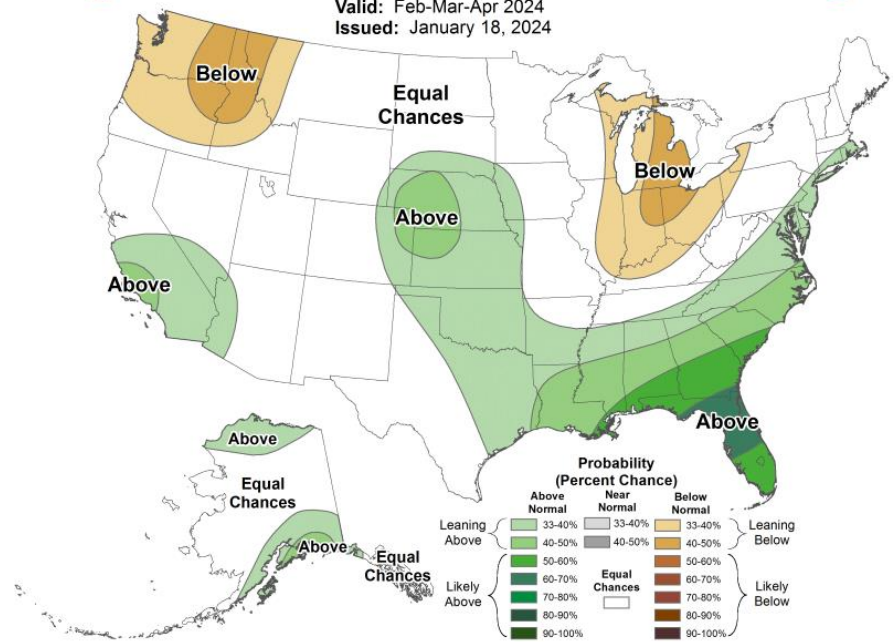 Valid: Feb-Mar-Apr 2024
Issued: January 18, 2024
Below
Equal
Chances
Below
Above
Above
Above
Above
Equal
Chances
Above
Equal
Chances
Probability
(Percent Chance)
Above
Normal
Near
Normal
Below
Normal
Leaning
Above
33-40%
33-40%
33-40%
Leaning
Below
40-50%
40-50%
40-50%
Likely
Above
50-60%
60-70%
70-80%
80-90%
90-100%
Equal
Chances
50-60%
60-70%
70-80%
80-90%
90-100%
Likely
Below